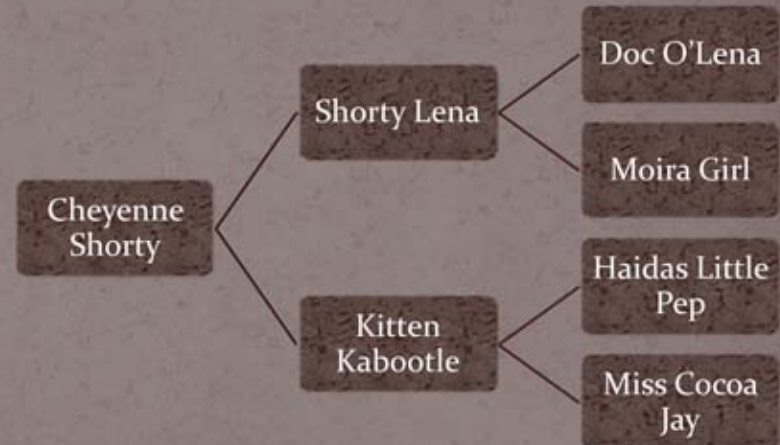 Cheyenne
Shorty
Shorty Lena
Doc O’Lena
Moira Girl
Kitten
Kabootle
Haidas Little
Pep
Miss Cocoa
Jay